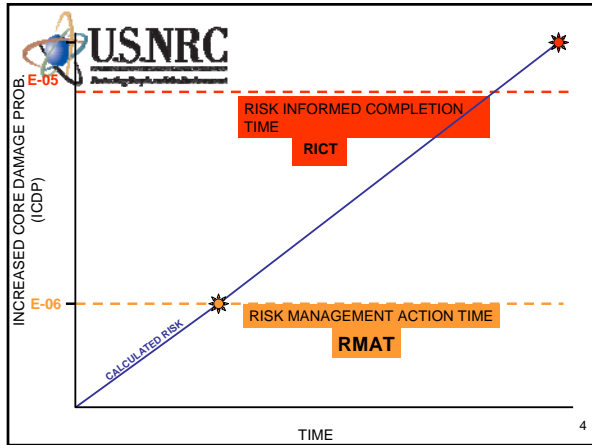 U.S.NRC
INCREASED CORE DAMAGE PROB.
(ICDP)
E-05
RISK INFORMED COMPLETION
TIME
RICT
E-06
RISK MANAGEMENT ACTION TIME
RMAT
CALCULATED RISK
TIME
4